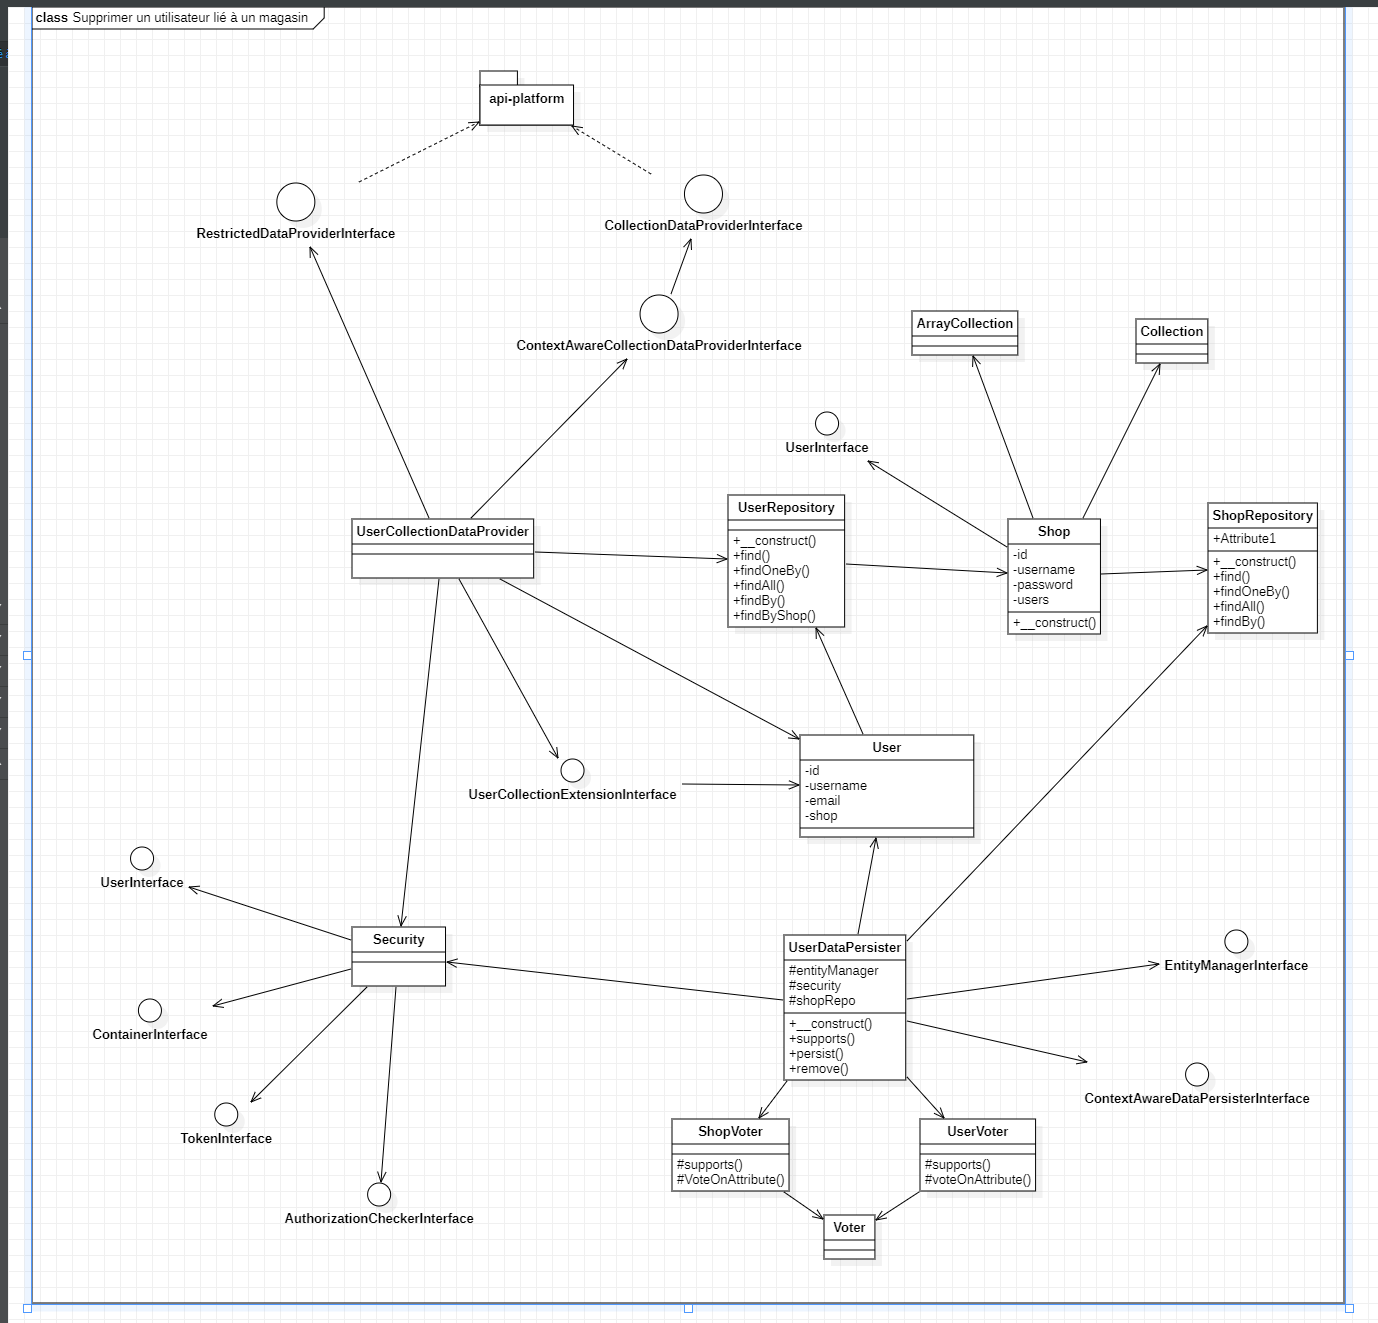 class Supprimer un utilisateur lié à un magasin
api-platform
RestrictedDataProviderInterface
CollectionDataProviderInterface
ContextAwareCollectionDataProviderInterface
ArrayCollection
Collection
UserInterface
UserCollectionDataProvider
UserRepository
+__construct()
+find()
+findOneBy()
+findAll()
+findBy()
+findByShop()
Shop
-id
-username
-password
-users
+__construct()
ShopRepository
+Attribute1
+__construct()
+find()
+findOneBy()
+findAll()
+findBy()
User
-id
-username
-email
-shop
UserCollectionExtensionInterface
UserInterface
Security
ContainerInterface
TokenInterface
AuthorizationCheckerInterface
UserDataPersister
#entityManager
#security
#shopRepo
+__construct()
+supports()
+persist()
+remove()
EntityManagerInterface
ContextAwareDataPersisterInterface
ShopVoter
#supports()
#VoteOnAttribute()
UserVoter
#supports()
#voteOnAttribute()
Voter